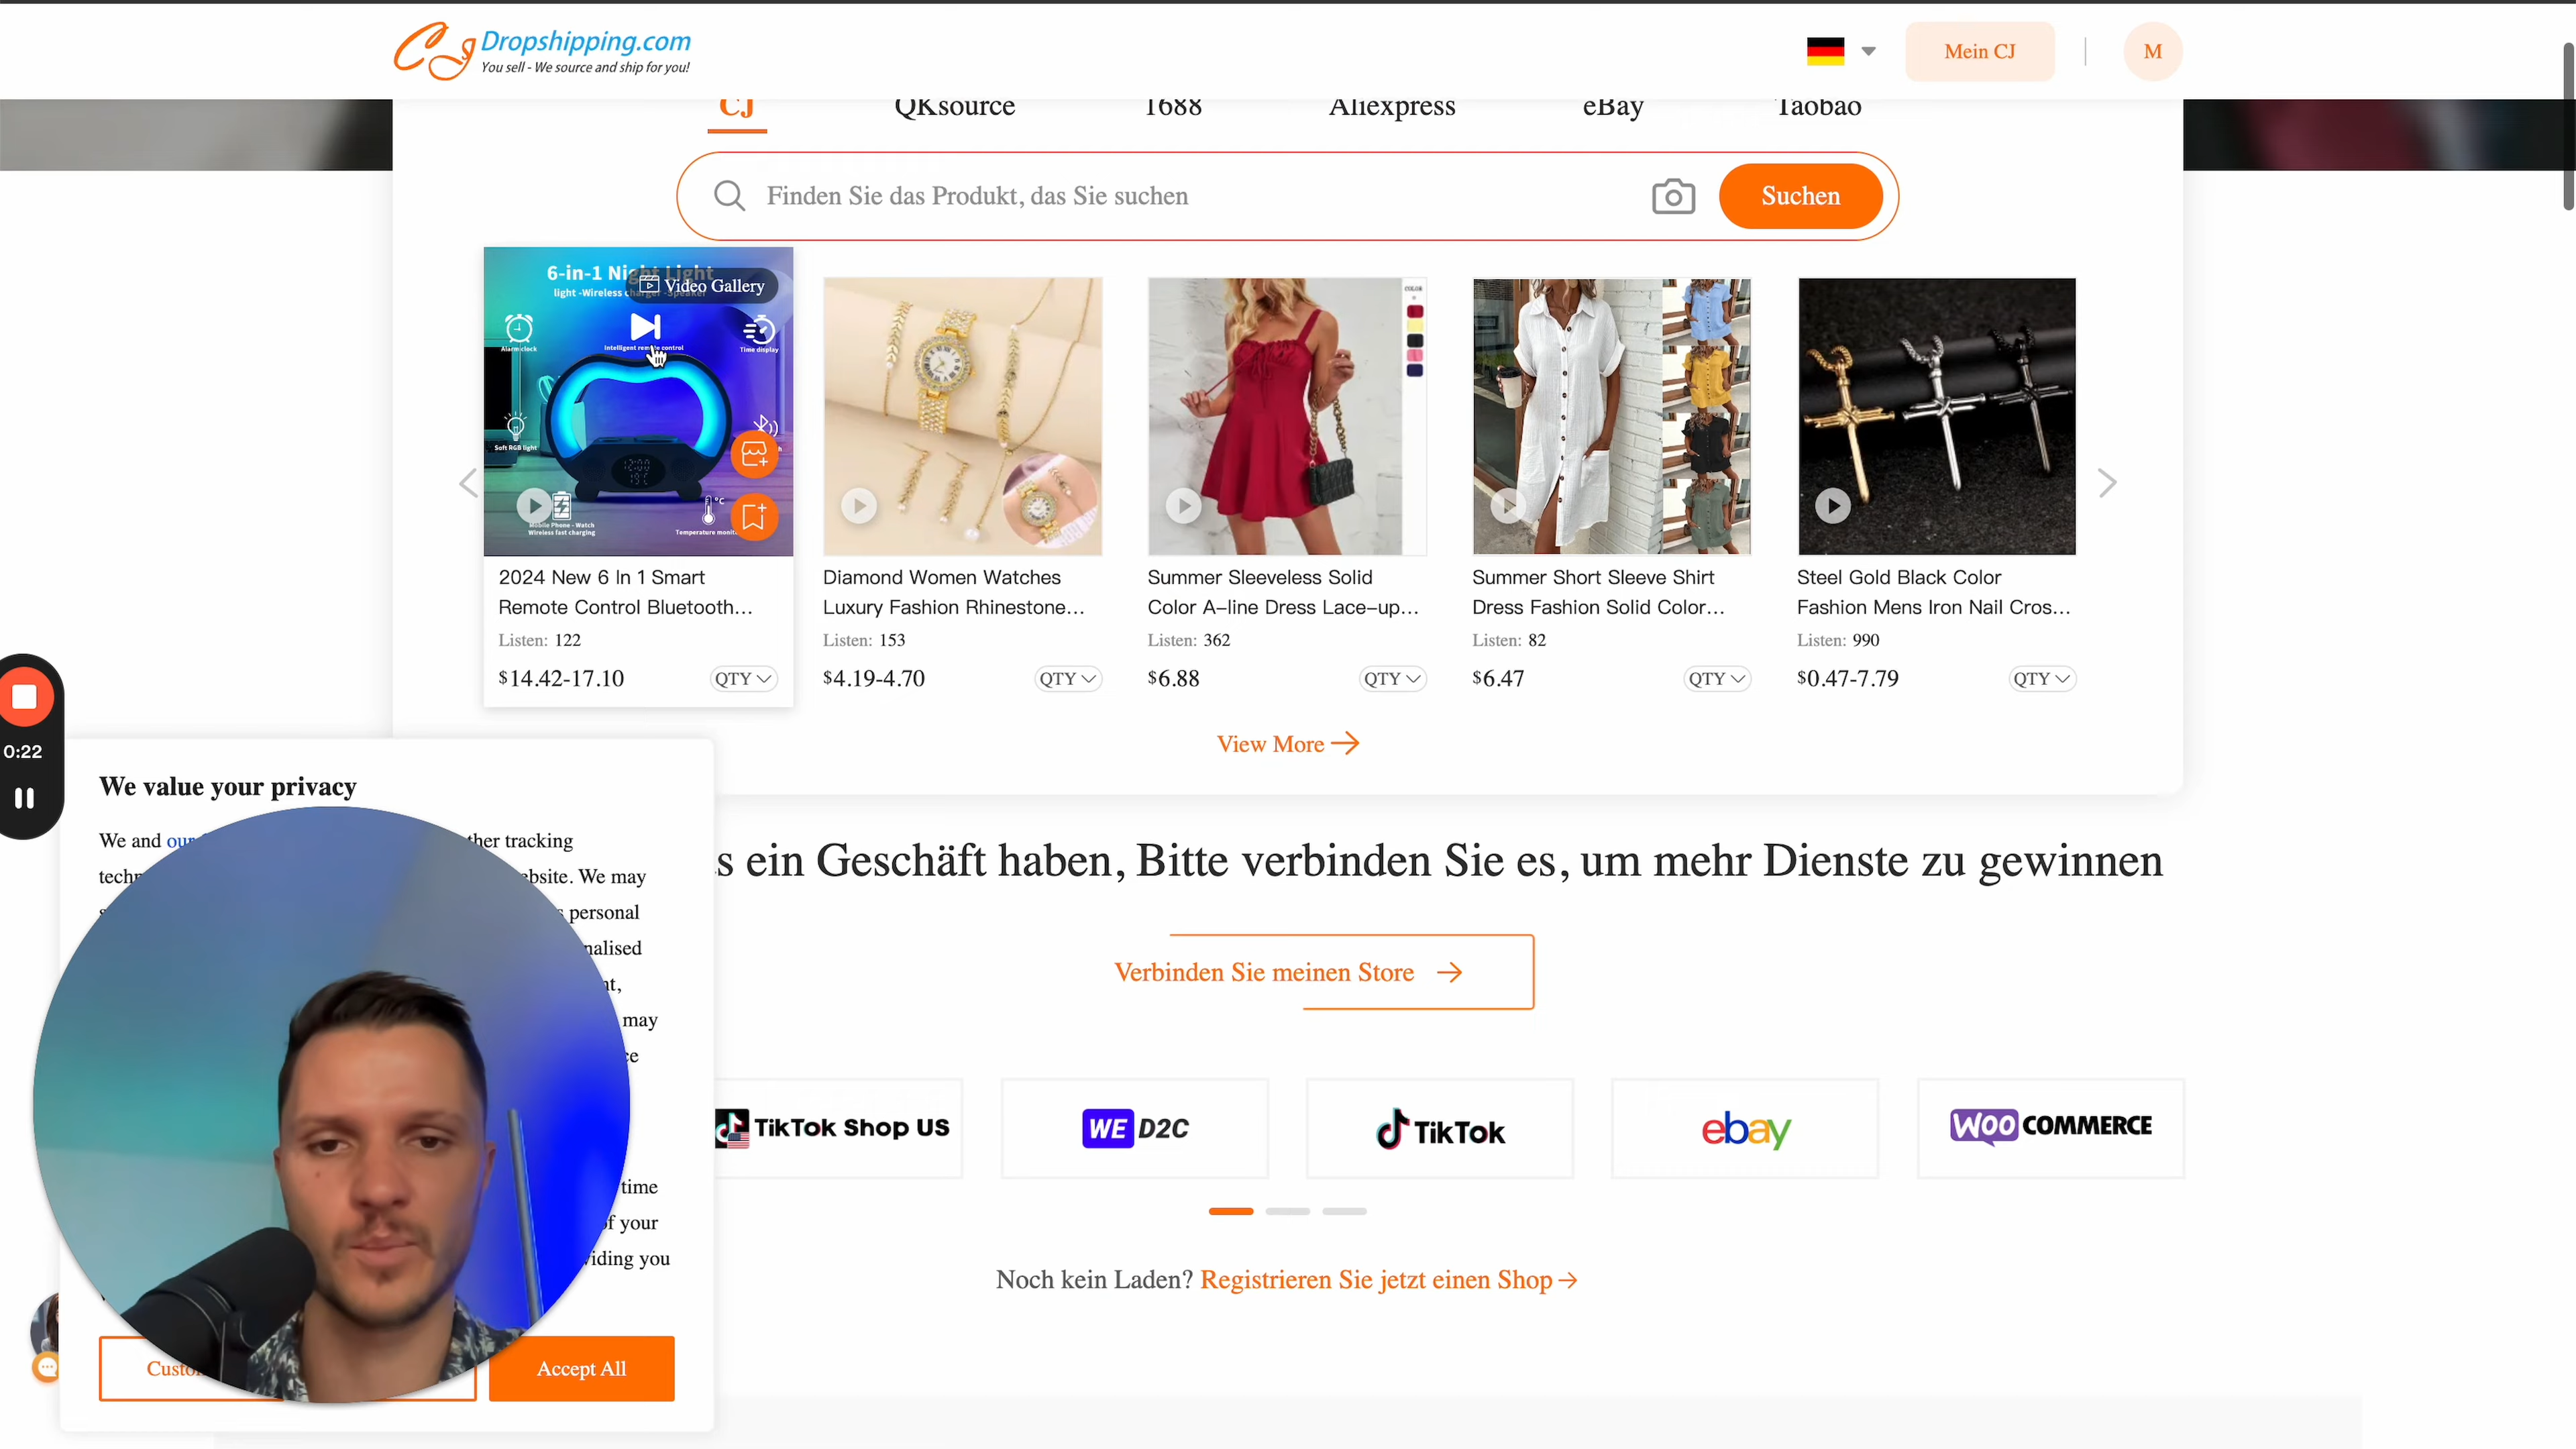 CJ Dropshipping.com
You sell - We source and ship for you!
Mein CJ
M
CJ
QKsource
1688
Aliexpress
eBay
Taobao
Finden Sie das Produkt, das Sie suchen
Suchen
6-in-1 Night Light
light -Wireless charger -Speaker
Video Gallery
Alarm clock
Intelligent remote control
Time display
Soft RGB light
12:00
19°C
°C
Mobile Phone - Watch
Wireless fast charging
Temperature
COLOR
2024 New 6 In 1 Smart
Remote Control Bluetooth...
Listen: 122
$14.42-17.10
QTY
Diamond Women Watches
Luxury Fashion Rhinestone...
Listen: 153
$4.19-4.70
QTY
Summer Sleeveless Solid
Color A-line Dress Lace-up...
Listen: 362
$6.88
QTY
Summer Short Sleeve Shirt
Dress Fashion Solid Color...
Listen: 82
$6.47
QTY
Steel Gold Black Color
Fashion Mens Iron Nail Cros...
Listen: 990
$0.47-7.79
QTY
View More
0:22
We value your privacy
We and our
tracking
We may
personal
may
time
of your
you
Accept All
s ein Geschäft haben, Bitte verbinden Sie es, um mehr Dienste zu gewinnen
Verbinden Sie meinen Store
TikTok Shop US
WE D2C
TikTok
ebay
WOO COMMERCE
Noch kein Laden? Registrieren Sie jetzt einen Shop